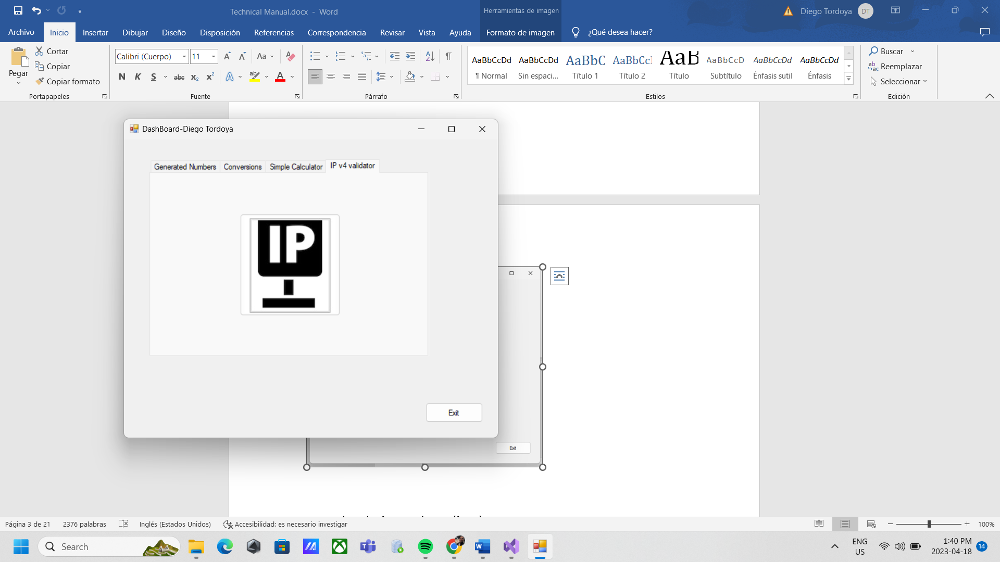 Technical Manual.docx - Word
Herramientas de imagen
Diego Tordoya
DT
Archivo
Inicio
Insertar
Dibujar
Diseño
Disposición
Referencias
Correspondencia
Revisar
Vista
Ayuda
Formato de imagen
¿Qué desea hacer?
Pegar
Cortar
Copiar
Copiar formato
Portapapeles
Calibri (Cuerpo)
11
Aa
N K S abc x₂ x²
Fuente
Párrafo
AaBbCcDd
¶ Normal
AaBbCcDd
Sin espaci...
AaBbC
Título 1
AaBbCcl
Título 2
AaB
Título
AaBbCcD
Subtítulo
AaBbCcDd
Énfasis sutil
AaBbCcDd
Énfasis
Estilos
Buscar
Reemplazar
Seleccionar
Edición
DashBoard-Diego Tordoya
Generated Numbers
Conversions
Simple Calculator
IP v4 validator
IP
Exit
Exit
Página 3 de 21
2376 palabras
Inglés (Estados Unidos)
Accesibilidad: es necesario investigar
100%
Search
ENG
US
1:40 PM
2023-04-18
14